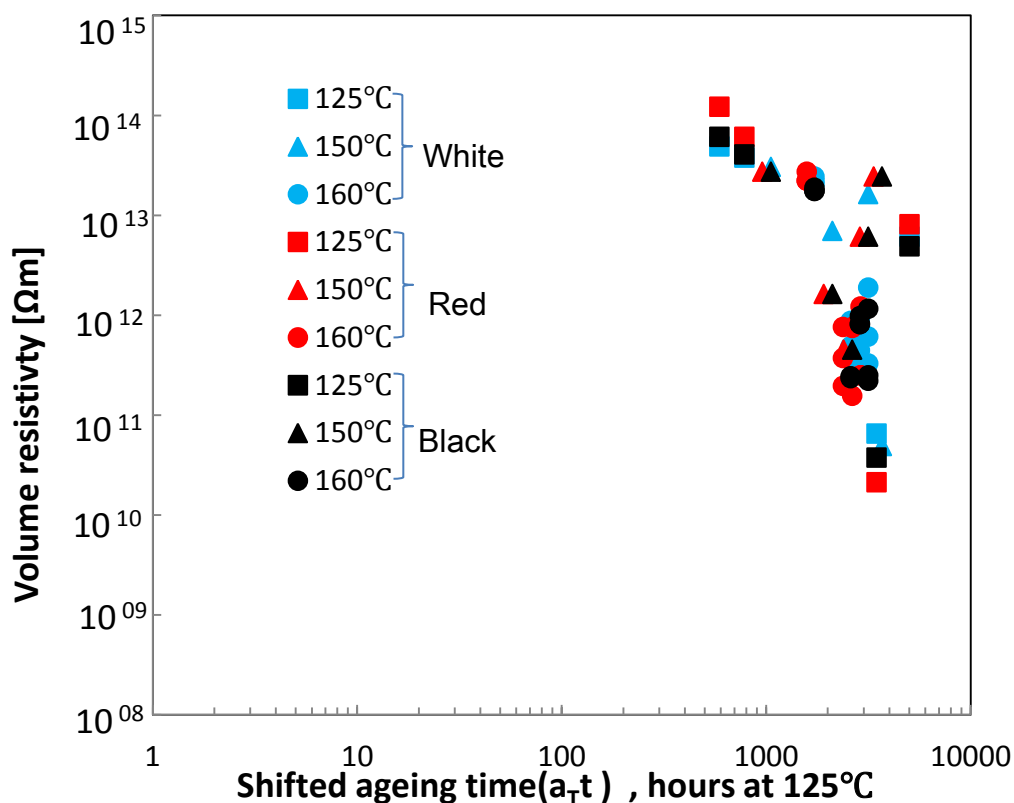 10^15
10^14
10^13
10^12
10^11
10^10
10^09
10^08
Volume resistivty [Ωm]
125℃
150℃
160℃
White
125℃
150℃
160℃
Red
125℃
150℃
160℃
Black
1 10 100 1000 10000
Shifted ageing time(a_T t ) , hours at 125℃